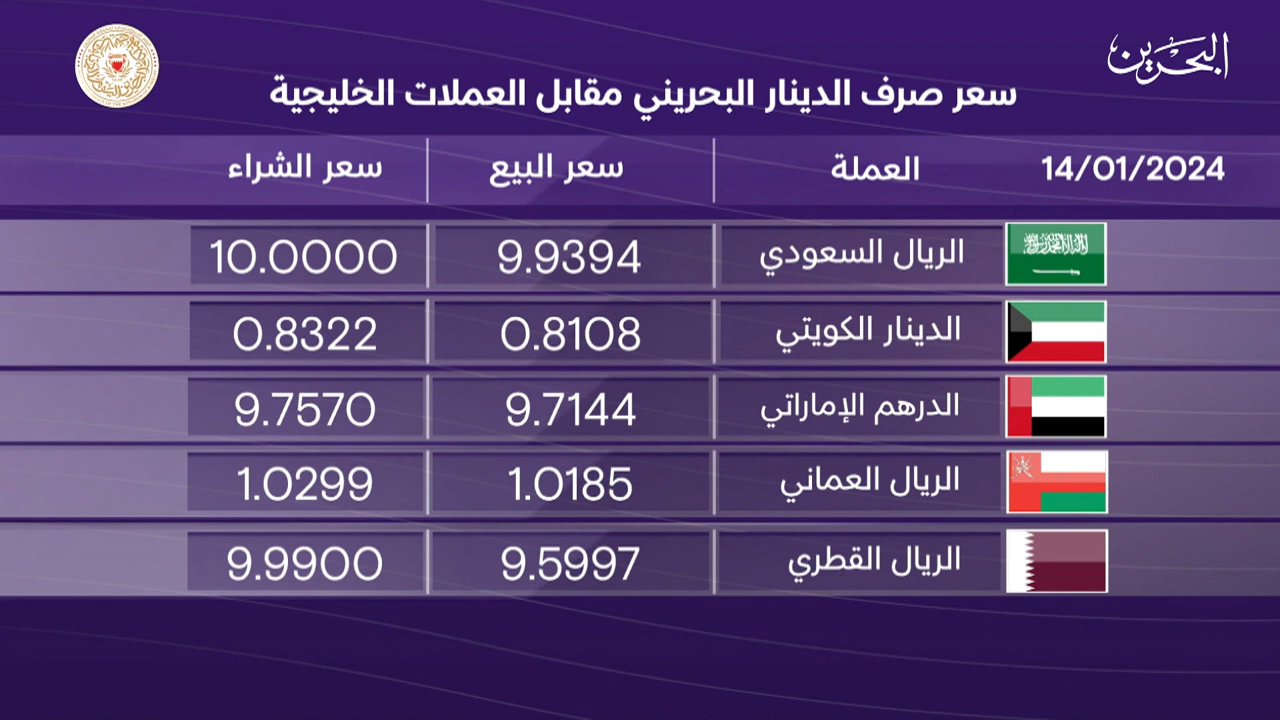 البحرين
سعر صرف الدينار البحريني مقابل العملات الخليجية
14/01/2024 العملة سعر البيع سعر الشراء
الريال السعودي 9.9394 10.0000
الدينار الكويتي 0.8108 0.8322
الدرهم الإماراتي 9.7144 9.7570
الريال العماني 1.0185 1.0299
الريال القطري 9.5997 9.9900